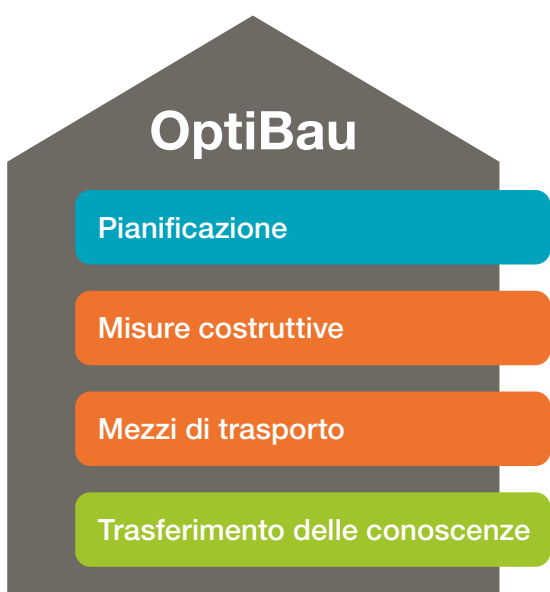 OptiBau
Pianificazione
Misure costruttive
Mezzi di trasporto
Trasferimento delle conoscenze